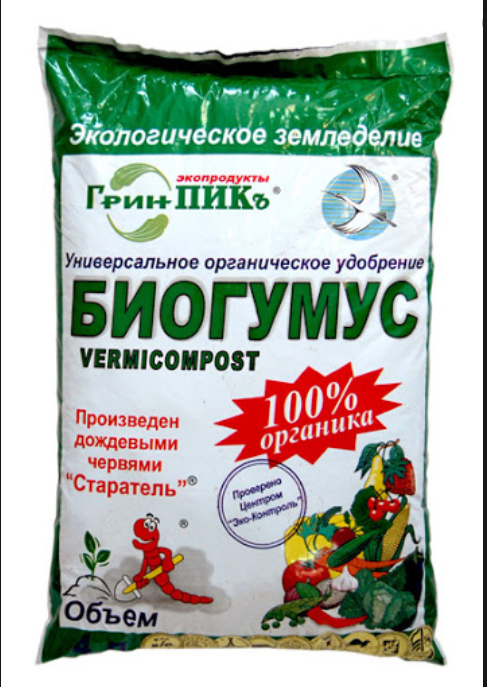 Экологическое земледелие
экопродукты
ГРИН-ПИКъ®
®
Универсальное органическое удобрение
БИОГУМУС
VERMICOMPOST
100%
органика
Произведен
дождевыми
червями
"Старатель"®
Проверено
Центром
"Эко-Контроль"
®
Объем